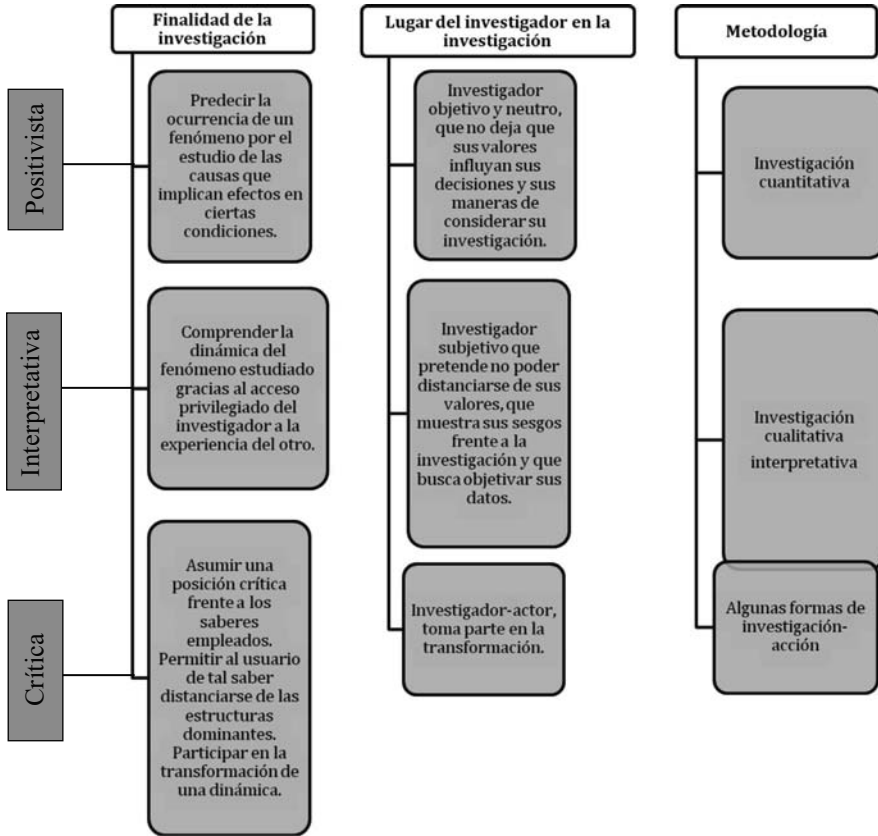 Finalidad de la
investigación
Lugar del investigador en la
investigación
Metodología
Positivista
Predecir la
ocurrencia de un
fenómeno por el
estudio de las
causas que
implican efectos en
ciertas
condiciones.
Investigador
objetivo y neutro,
que no deja que
sus valores
influyan sus
decisiones y sus
maneras de
considerar su
investigación.
Investigación
cuantitativa
Interpretativa
Comprender la
dinámica del
fenómeno estudiado
gracias al acceso
privilegiado del
investigador a la
experiencia del otro.
Investigador
subjetivo que
pretende no poder
distanciarse de sus
valores, que
muestra sus sesgos
frente a la
investigación y que
busca objetivar sus
datos.
Investigación
cualitativa
interpretativa
Crítica
Asumir una
posición crítica
frente a los
saberes
empleados.
Permitir al usuario
de tal saber
distanciarse de las
estructuras
dominantes.
Participar en la
transformación de
una dinámica.
Investigador-actor,
toma parte en la
transformación.
Algunas formas de
investigación-
acción